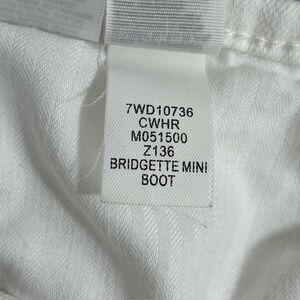 7WD10736
CWHR
M051500
Z136
BRIDGETTE MINI
BOOT